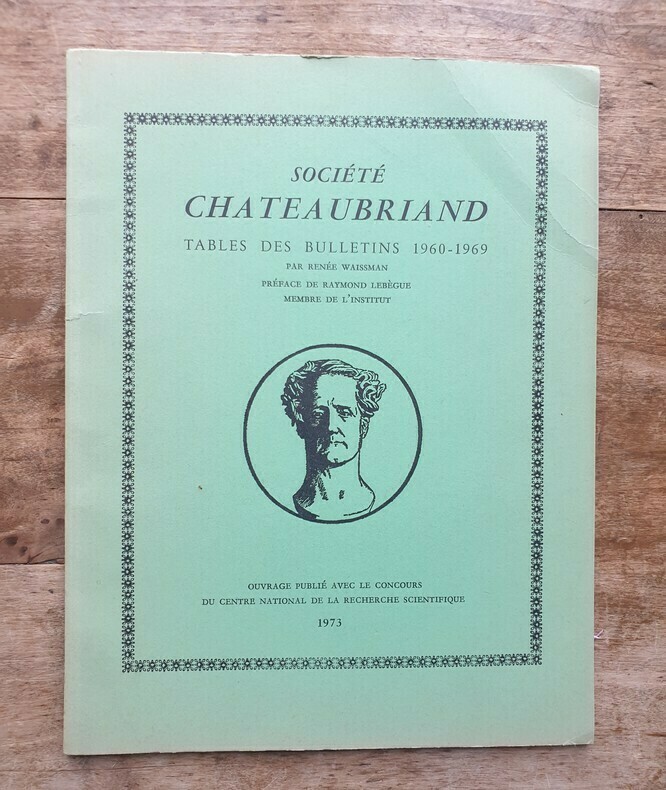 SOCIÉTÉ
CHATEAUBRIAND
TABLES DES BULLETINS 1960-1969
PAR RENÉE WAISSMAN
PRÉFACE DE RAYMOND LEBÈGUE
MEMBRE DE L'INSTITUT
OUVRAGE PUBLIÉ AVEC LE CONCOURS
DU CENTRE NATIONAL DE LA RECHERCHE SCIENTIFIQUE
1973